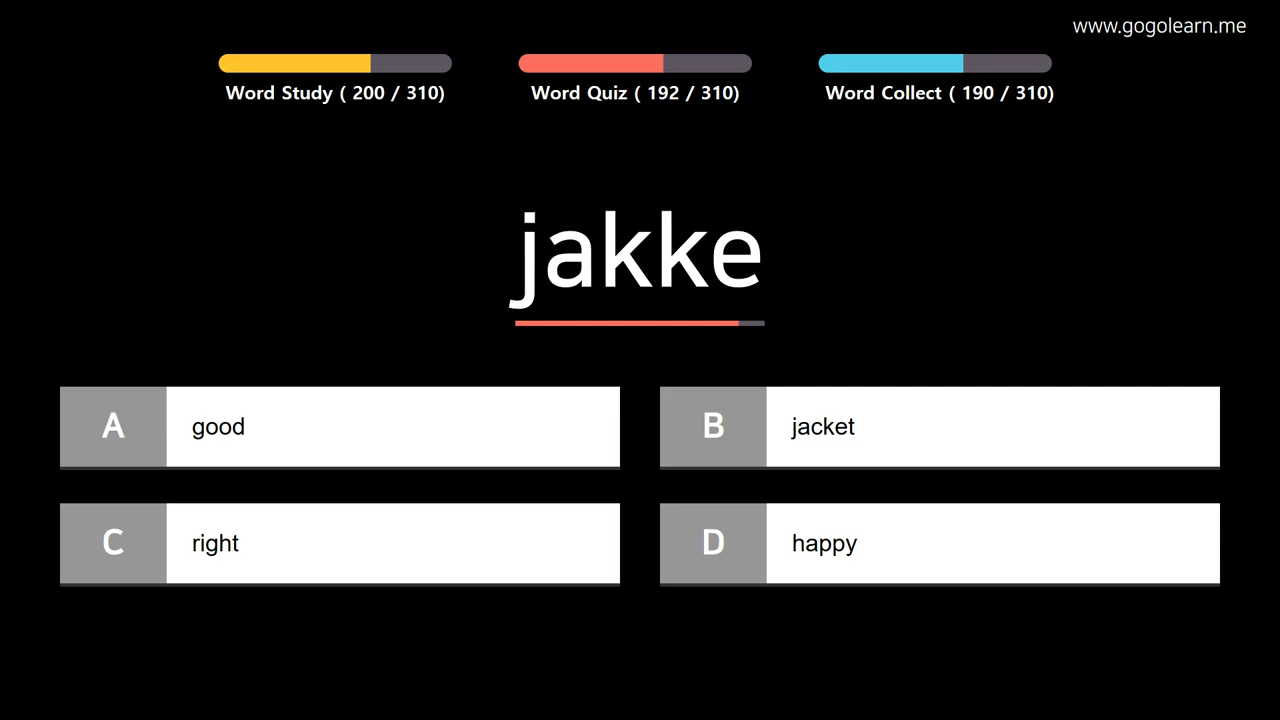 www.gogolearn.me
Word Study ( 200 / 310)
Word Quiz ( 192 / 310)
Word Collect ( 190 / 310)
jakke
A good
B jacket
C right
D happy